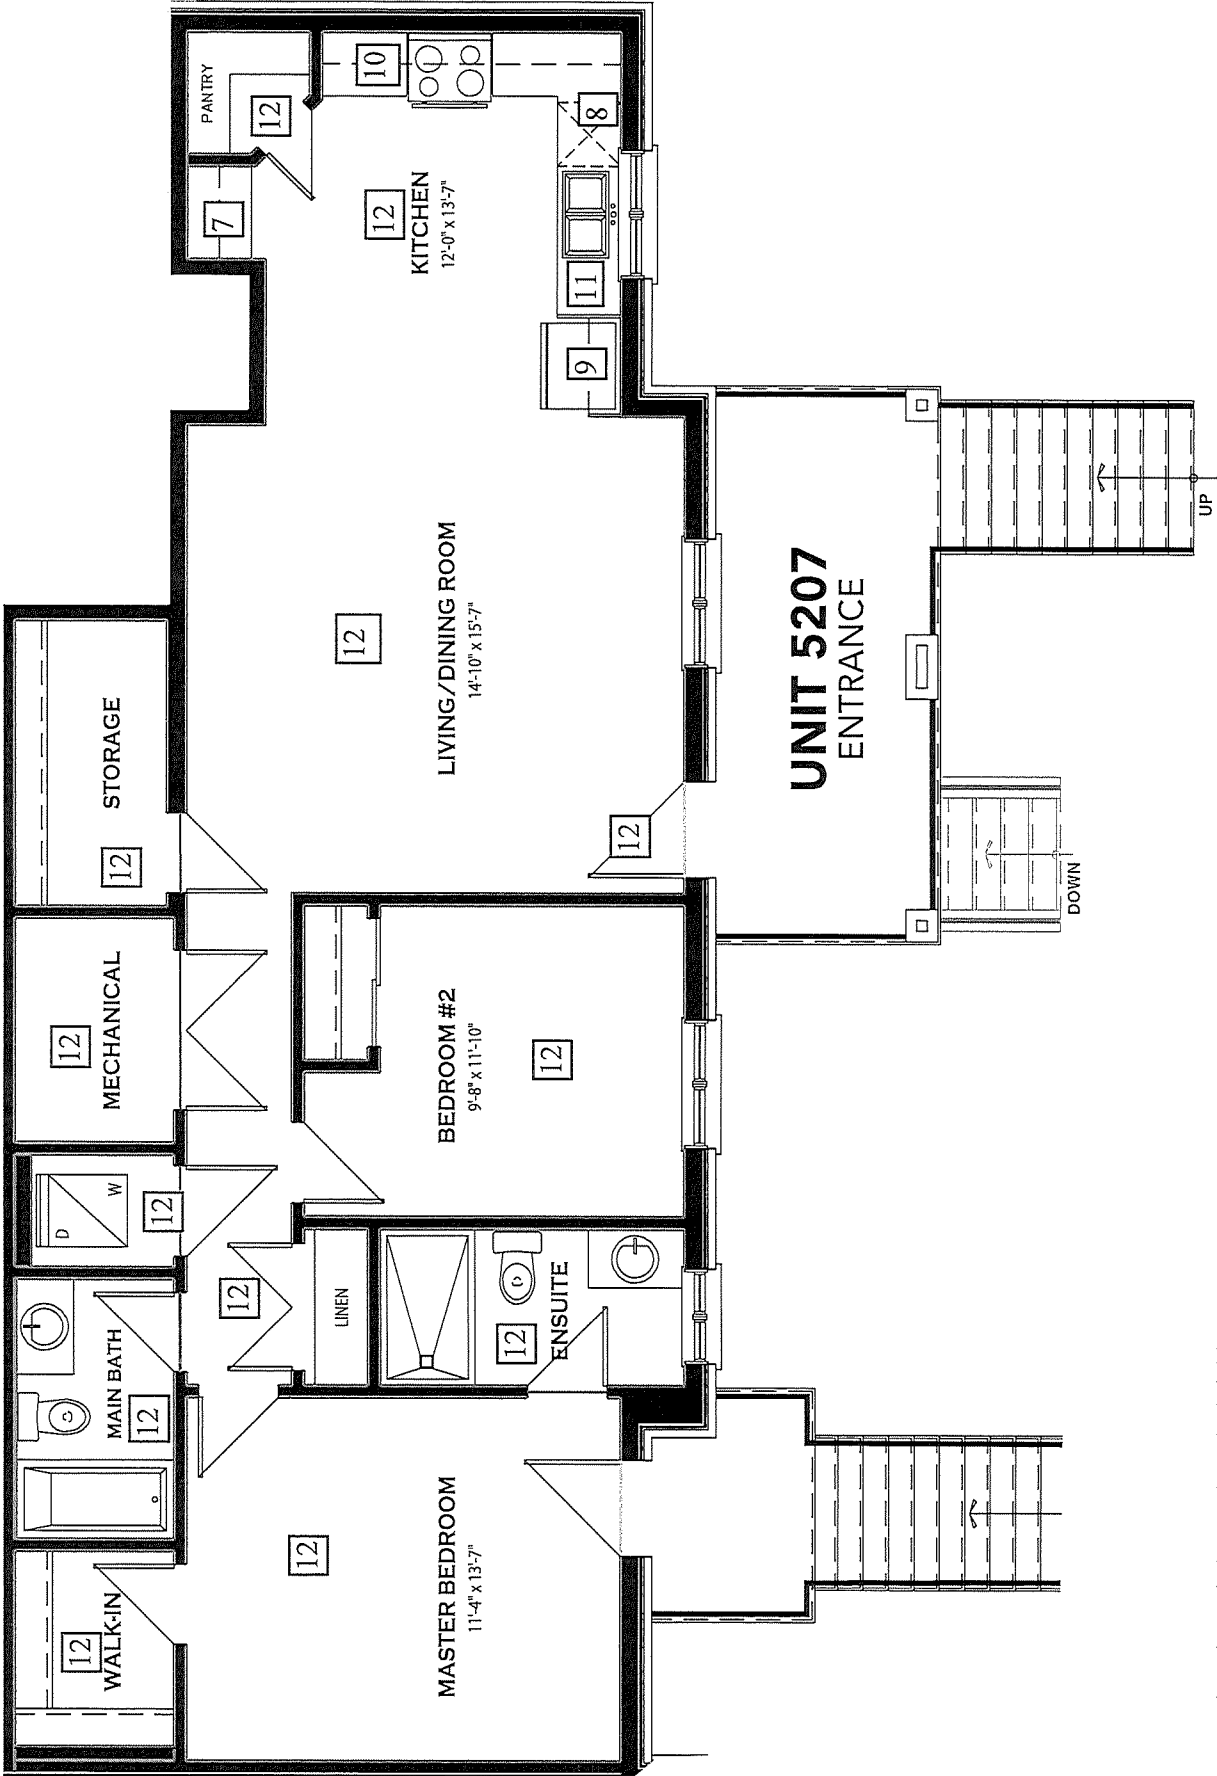 PANTRY
12
10
8
7
12
KITCHEN
12'-0" x 13'-7"
11
9
STORAGE
12
12
LIVING/DINING ROOM
14'-10" x 15'-7"
12
UNIT 5207
ENTRANCE
UP
DOWN
12
MECHANICAL
BEDROOM #2
9'-8" x 11'-10"
12
D
W
12
12
LINEN
MAIN BATH
12
12
ENSUITE
12
WALK-IN
12
MASTER BEDROOM
11'-4" x 13'-7"